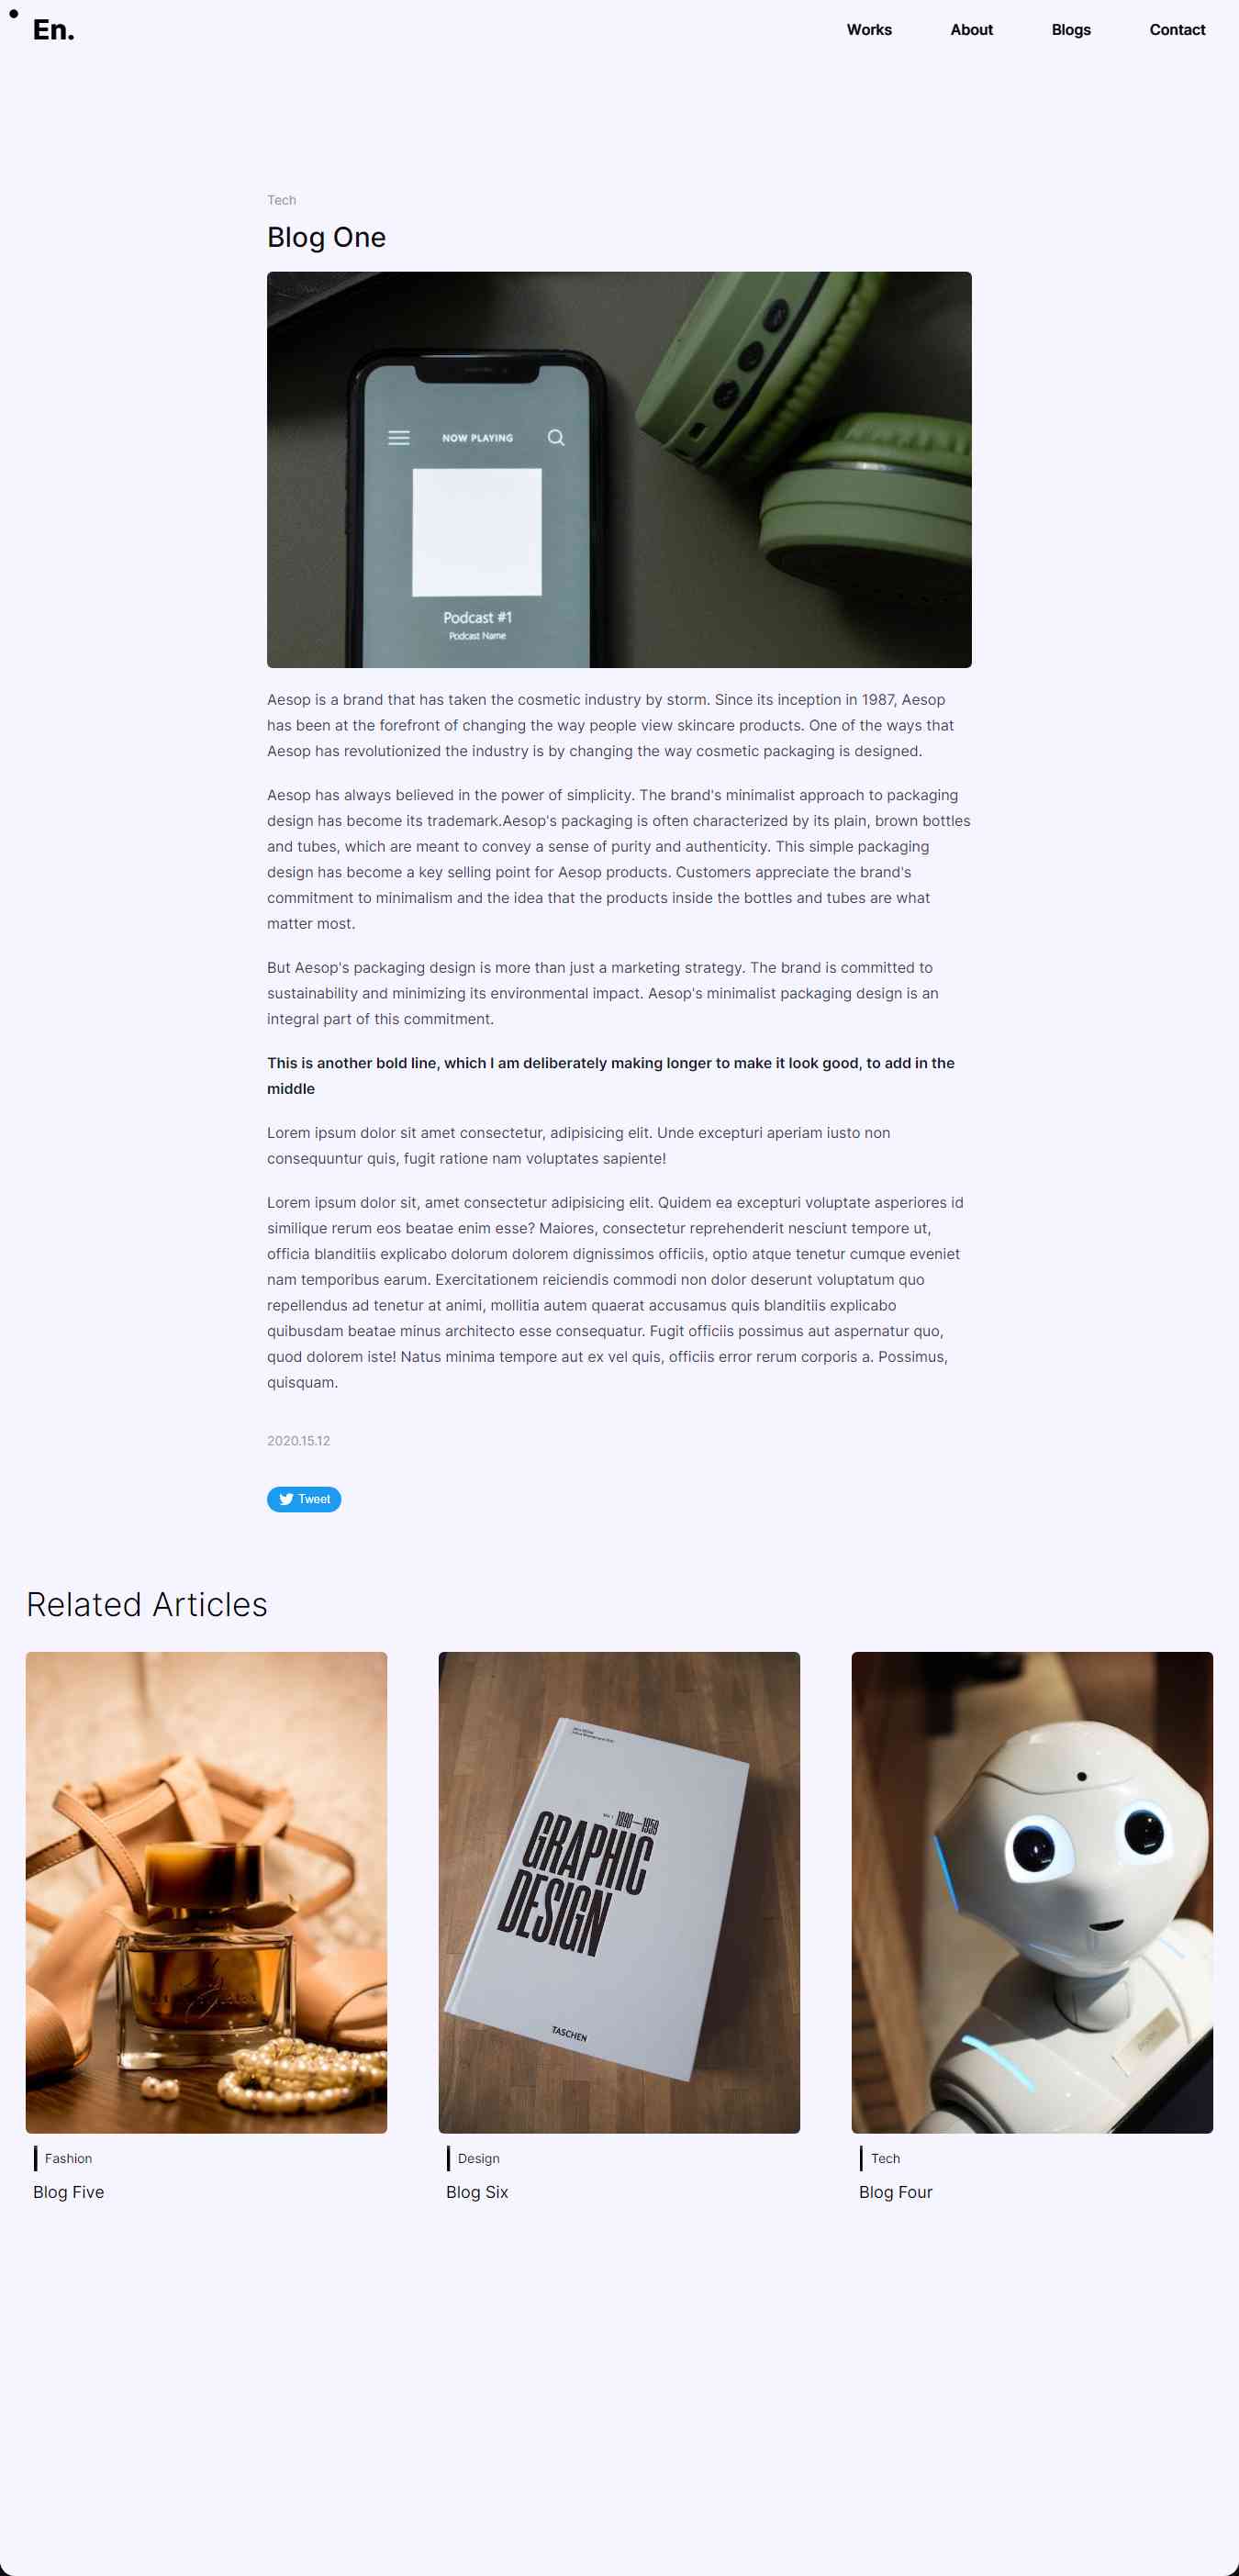 En.
Works About Blogs Contact
Tech
Blog One
NOW PLAYING
Podcast #1
Podcast Name
Aesop is a brand that has taken the cosmetic industry by storm. Since its inception in 1987, Aesop
has been at the forefront of changing the way people view skincare products. One of the ways that
Aesop has revolutionized the industry is by changing the way cosmetic packaging is designed.
Aesop has always believed in the power of simplicity. The brand's minimalist approach to packaging
design has become its trademark.Aesop's packaging is often characterized by its plain, brown bottles
and tubes, which are meant to convey a sense of purity and authenticity. This simple packaging
design has become a key selling point for Aesop products. Customers appreciate the brand's
commitment to minimalism and the idea that the products inside the bottles and tubes are what
matter most.
But Aesop's packaging design is more than just a marketing strategy. The brand is committed to
sustainability and minimizing its environmental impact. Aesop's minimalist packaging design is an
integral part of this commitment.
This is another bold line, which I am deliberately making longer to make it look good, to add in the
middle
Lorem ipsum dolor sit amet consectetur, adipisicing elit. Unde excepturi aperiam iusto non
consequuntur quis, fugit ratione nam voluptates sapiente!
Lorem ipsum dolor sit, amet consectetur adipisicing elit. Quidem ea excepturi voluptate asperiores id
similique rerum eos beatae enim esse? Maiores, consectetur reprehenderit nesciunt tempore ut,
officia blanditiis explicabo dolorum dolorem dignissimos officiis, optio atque tenetur cumque eveniet
nam temporibus earum. Exercitationem reiciendis commodi non dolor deserunt voluptatum quo
repellendus ad tenetur at animi, mollitia autem quaerat accusamus quis blanditiis explicabo
quibusdam beatae minus architecto esse consequatur. Fugit officiis possimus aut aspernatur quo,
quod dolorem iste! Natus minima tempore aut ex vel quis, officiis error rerum corporis a. Possimus,
quisquam.
2020.15.12
Tweet
Related Articles
1890—1959
GRAPHIC
DESIGN
TASCHEN
Fashion
Blog Five
Design
Blog Six
Tech
Blog Four